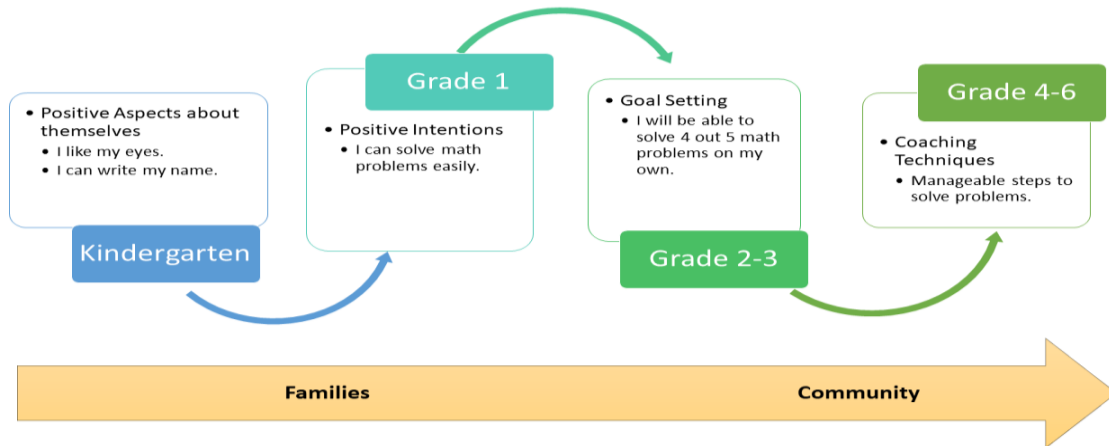 • Positive Aspects about
themselves
• I like my eyes.
• I can write my name.
Kindergarten
Grade 1
• Positive Intentions
• I can solve math
problems easily.
• Goal Setting
• I will be able to
solve 4 out 5 math
problems on my
own.
Grade 2-3
Grade 4-6
• Coaching
Techniques
• Manageable steps to
solve problems.
Families
Community